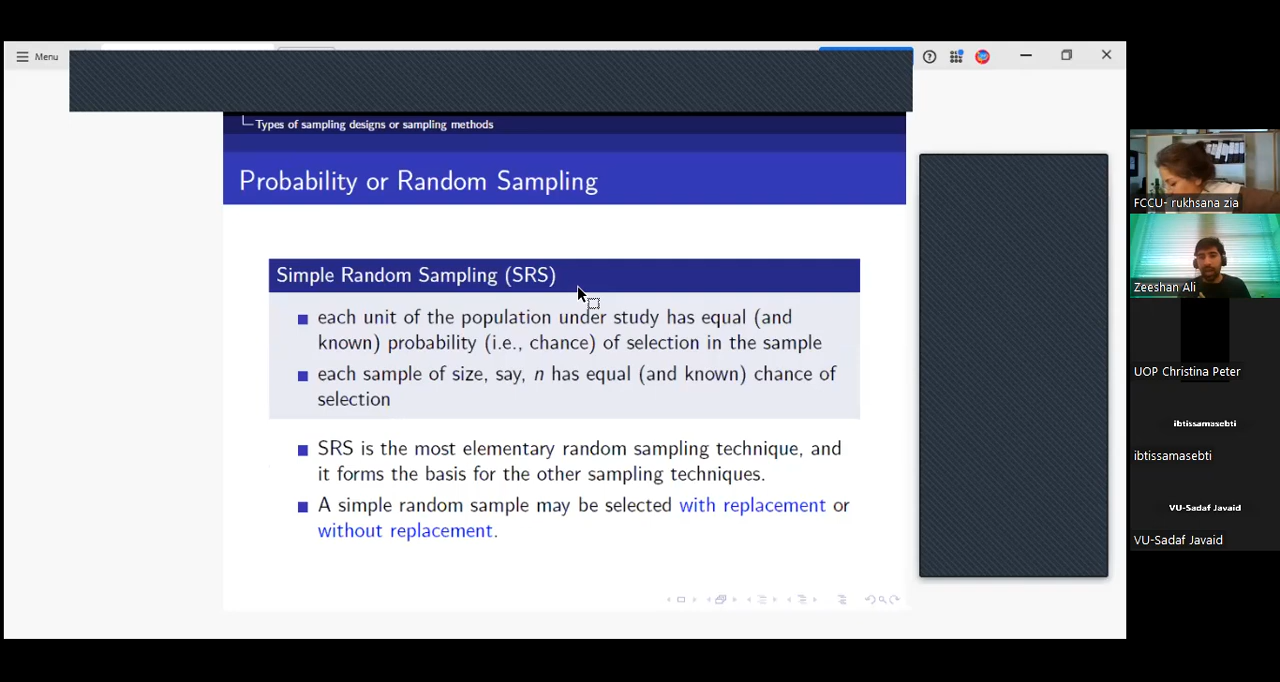 Menu
Types of sampling designs or sampling methods
Probability or Random Sampling
Simple Random Sampling (SRS)
each unit of the population under study has equal (and
known) probability (i.e., chance) of selection in the sample
each sample of size, say, n has equal (and known) chance of
selection
SRS is the most elementary random sampling technique, and
it forms the basis for the other sampling techniques.
A simple random sample may be selected with replacement or
without replacement.
FCCU- rukhsana zia
Zeeshan Ali
UOP Christina Peter
ibtissamasebti
ibtissamasebti
VU-Sadaf Javaid
VU-Sadaf Javaid